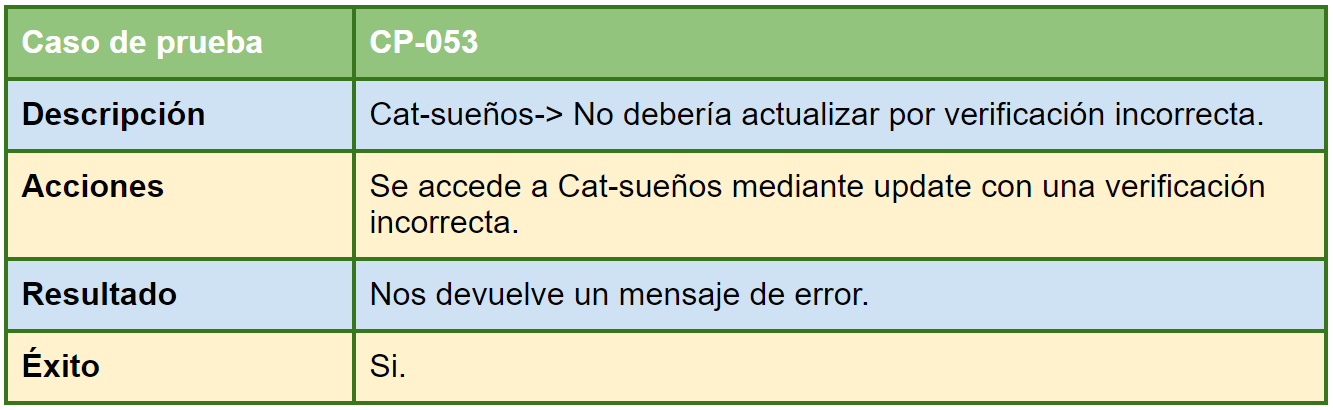 Caso de prueba CP-053
Descripción Cat-sueños-> No debería actualizar por verificación incorrecta.
Acciones Se accede a Cat-sueños mediante update con una verificación
incorrecta.
Resultado Nos devuelve un mensaje de error.
Éxito Si.